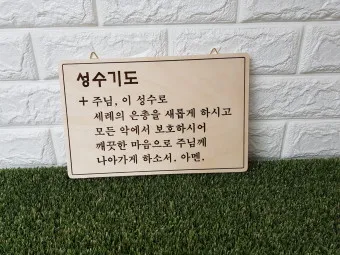 성수기도
+ 주님, 이 성수로
세례의 은총을 새롭게 하시고
모든 악에서 보호하시어
깨끗한 마음으로 주님께
나아가게 하소서. 아멘.